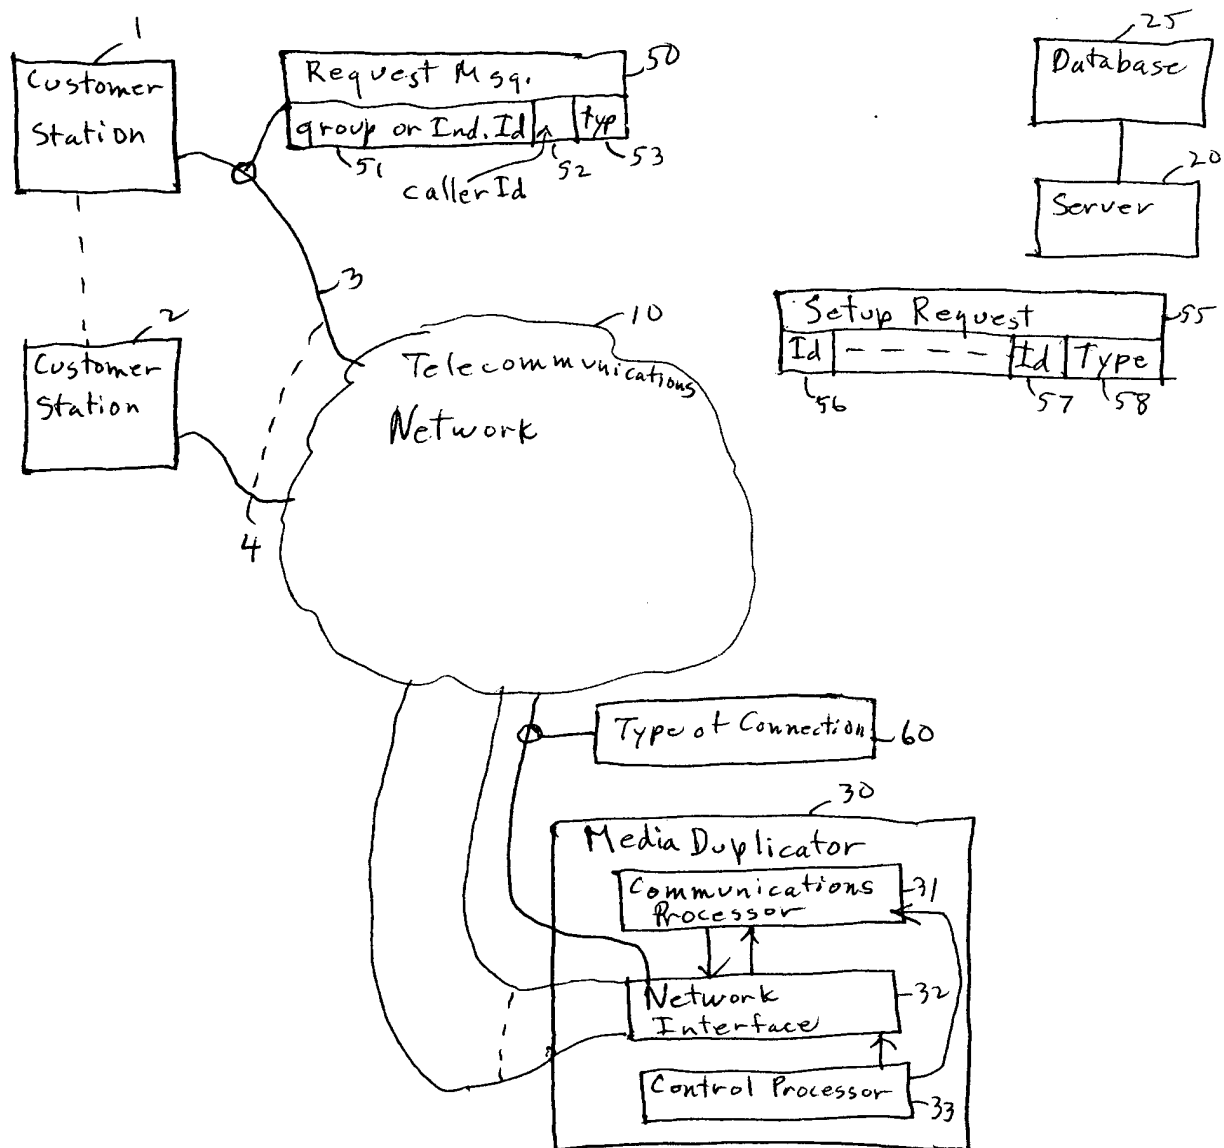 1
Customer
Station
Request Msg.
50
group or Ind. Id
typ
51
52
53
callerId
25
Database
20
Server
3
2
Customer
Station
4
10
Telecommunications
Network
Setup Request
55
Id
Id
Type
56
57
58
Type of Connection
60
30
Media Duplicator
Communications
Processor
31
Network
Interface
32
Control Processor
33